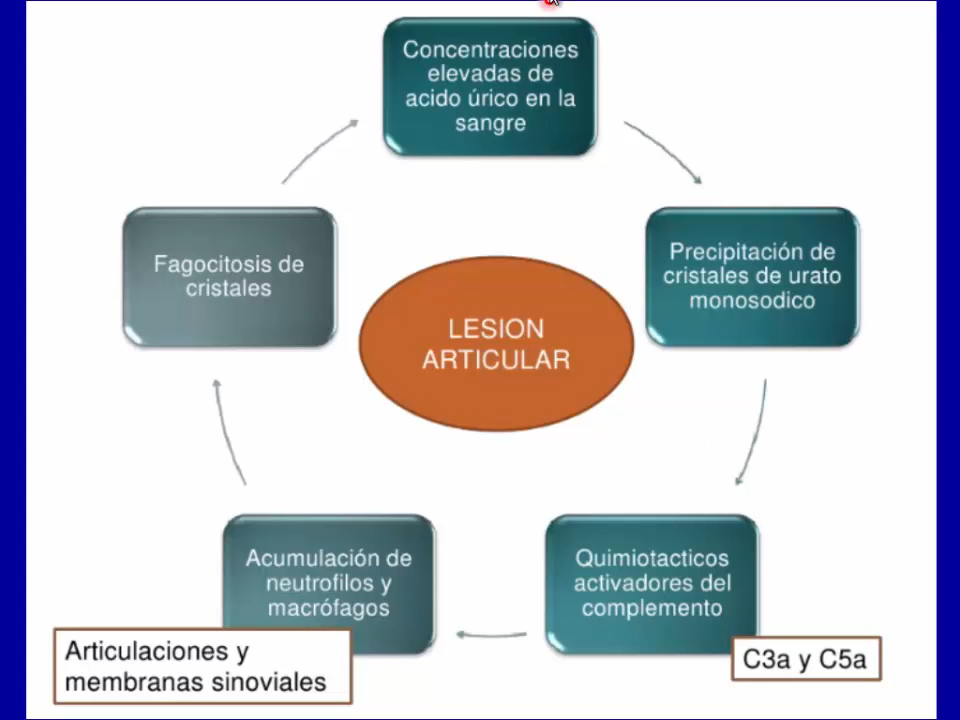 Concentraciones
elevadas de
acido úrico en la
sangre
Precipitación de
cristales de urato
monosodico
Quimiotacticos
activadores del
complemento
C3a y C5a
Acumulación de
neutrofilos y
macrófagos
Articulaciones y
membranas sinoviales
Fagocitosis de
cristales
LESION
ARTICULAR